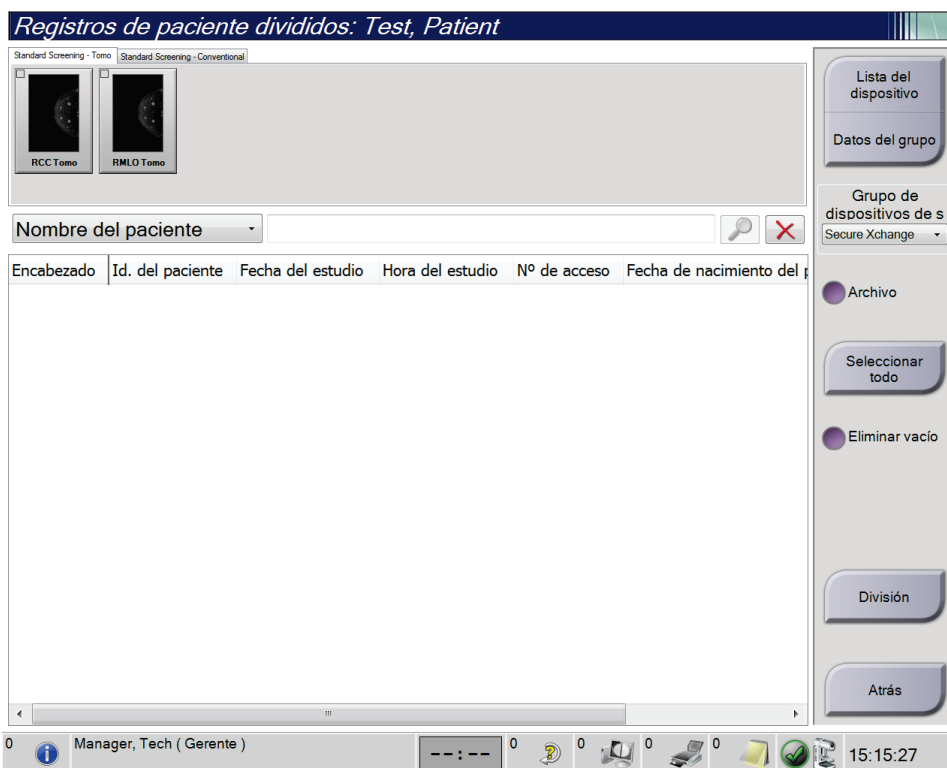 Registros de paciente divididos: Test, Patient
Standard Screening - Tomo
Standard Screening - Conventional
RCC Tomo
RMLO Tomo
Lista del
dispositivo
Datos del grupo
Grupo de
dispositivos de s
Secure Xchange
Nombre del paciente
Encabezado Id. del paciente Fecha del estudio Hora del estudio Nº de acceso Fecha de nacimiento del p
Archivo
Seleccionar
todo
Eliminar vacío
División
Atrás
0 Manager, Tech ( Gerente ) --:-- 0 0 0 0 15:15:27